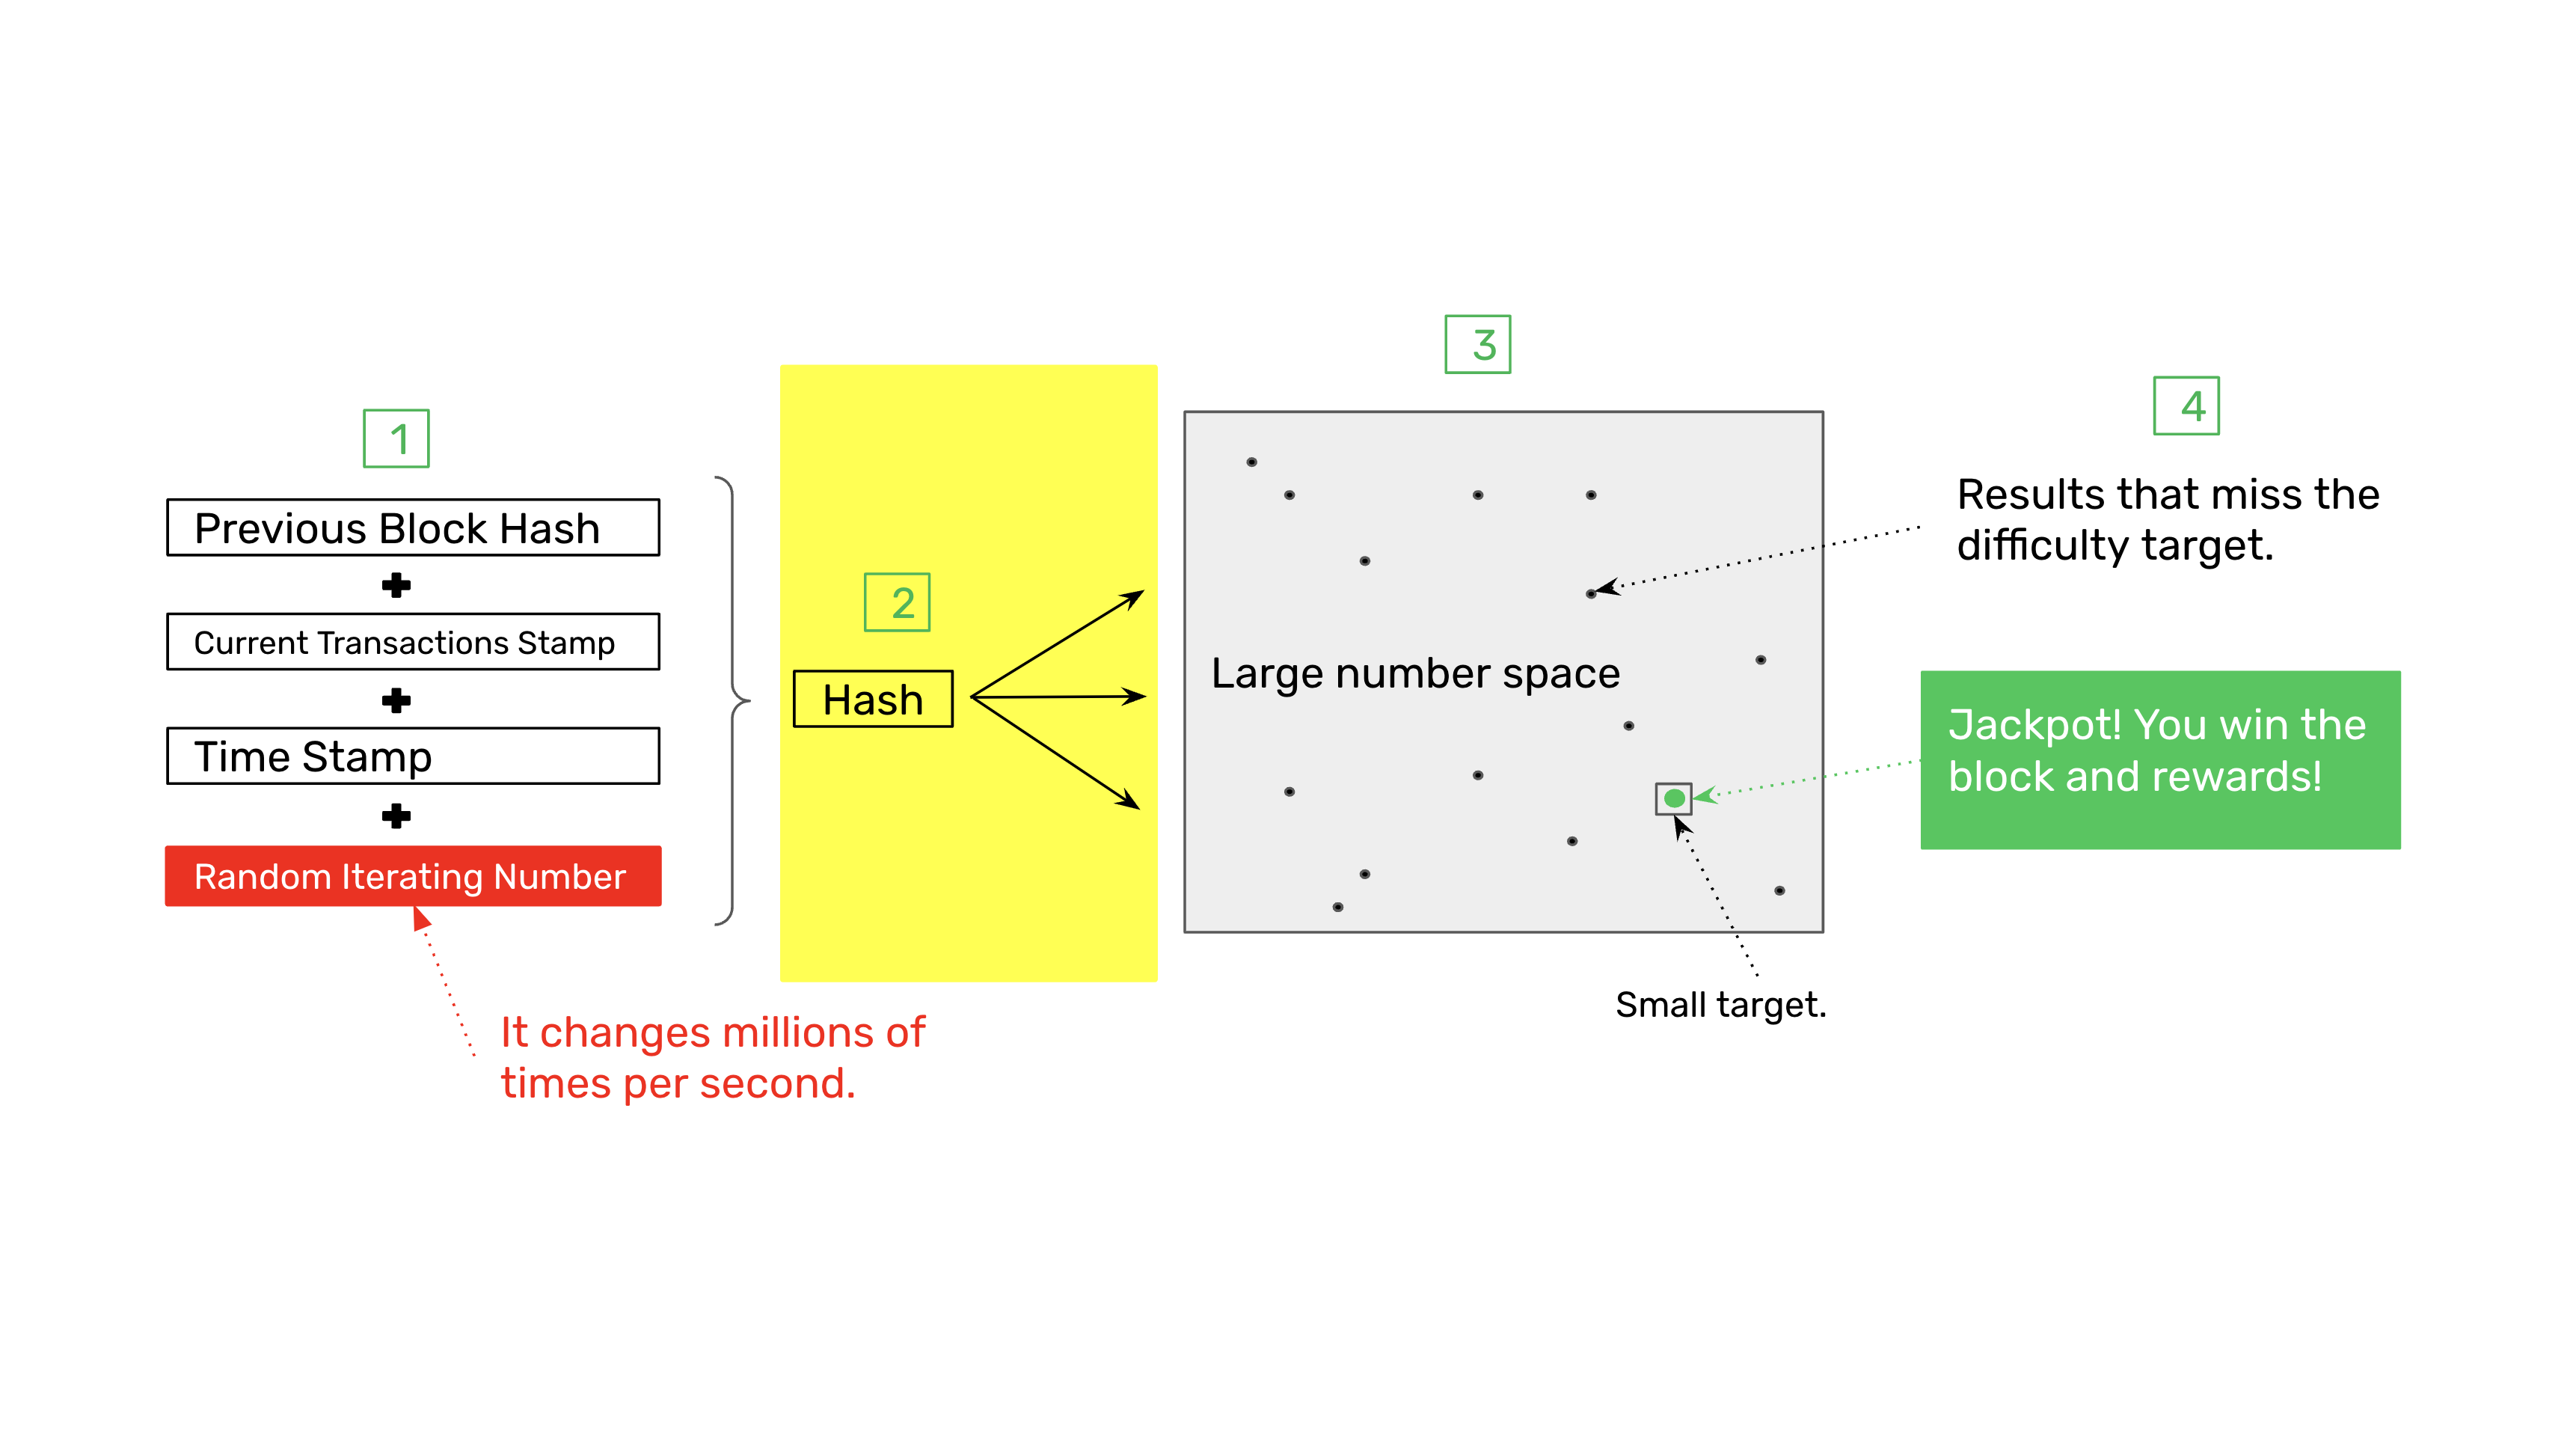 1
Previous Block Hash
Current Transactions Stamp
Time Stamp
Random Iterating Number
It changes millions of
times per second.
2
Hash
3
Large number space
Small target.
4
Results that miss the
difficulty target.
Jackpot! You win the
block and rewards!